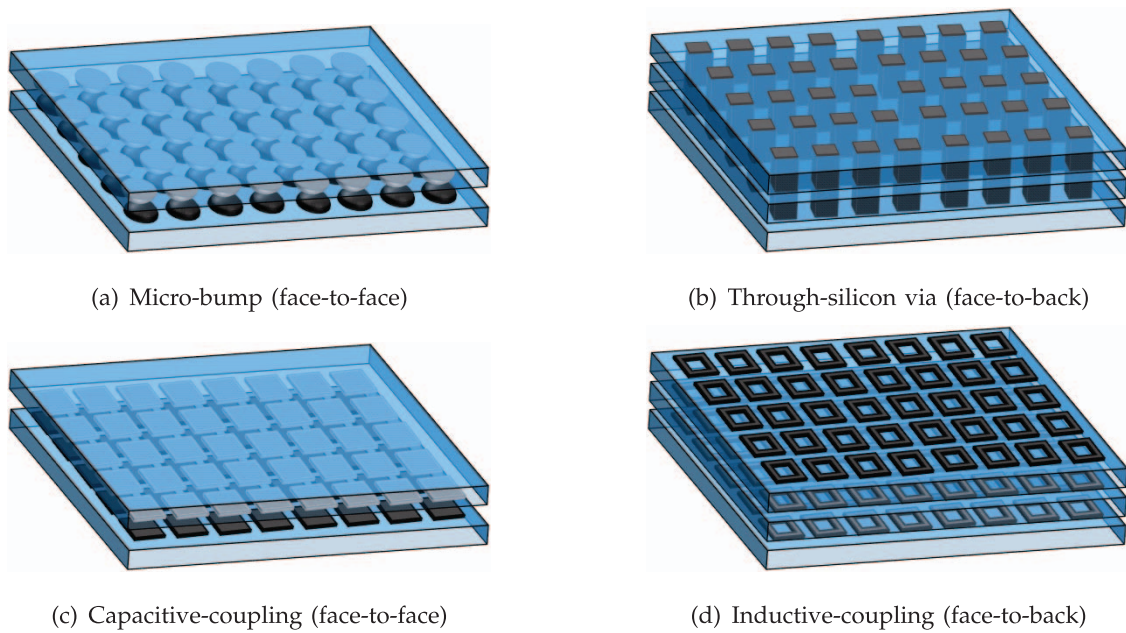 (a) Micro-bump (face-to-face)
(b) Through-silicon via (face-to-back)
(c) Capacitive-coupling (face-to-face)
(d) Inductive-coupling (face-to-back)